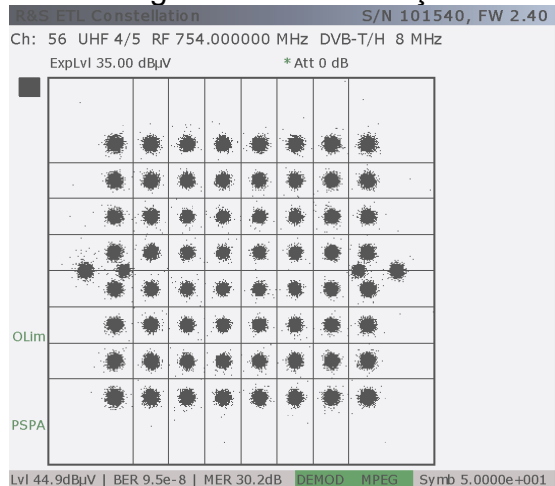 R&S ETL Constellation S/N 101540, FW 2.40
Ch: 56 UHF 4/5 RF 754.000000 MHz DVB-T/H 8 MHz
ExpLvl 35.00 dBµV * Att 0 dB
OLim
PSPA
Lvl 44.9dBµV | BER 9.5e-8 | MER 30.2dB DEMOD MPEG Symb 5.0000e+001